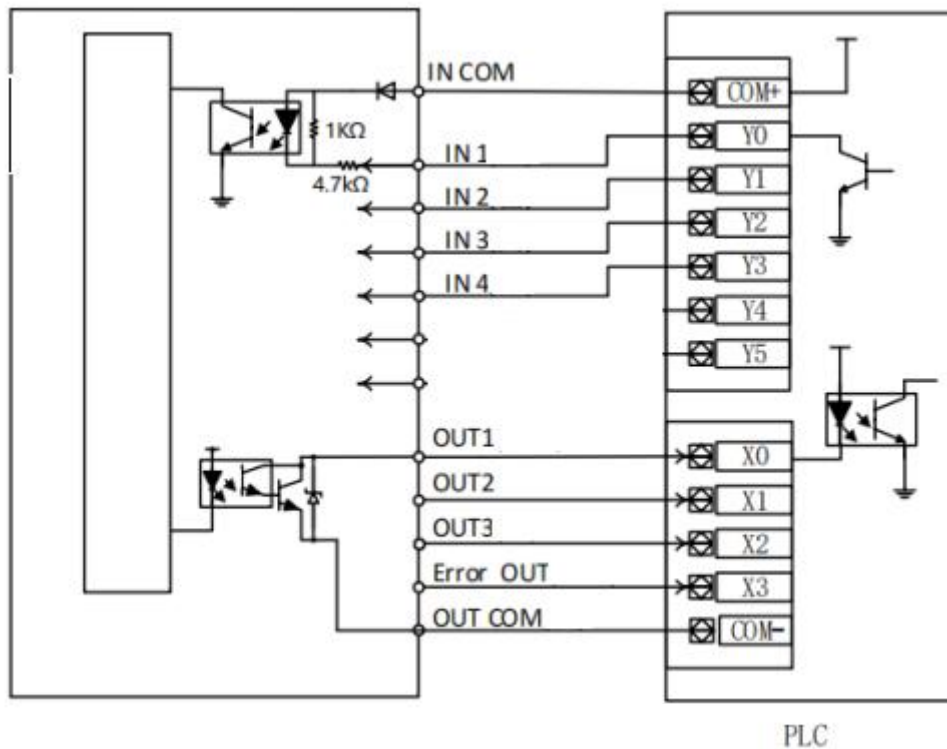 IN COM
1KΩ
4.7kΩ
IN 1
IN 2
IN 3
IN 4
OUT1
OUT2
OUT3
Error OUT
OUT COM
COM+
Y0
Y1
Y2
Y3
Y4
Y5
X0
X1
X2
X3
COM-
PLC